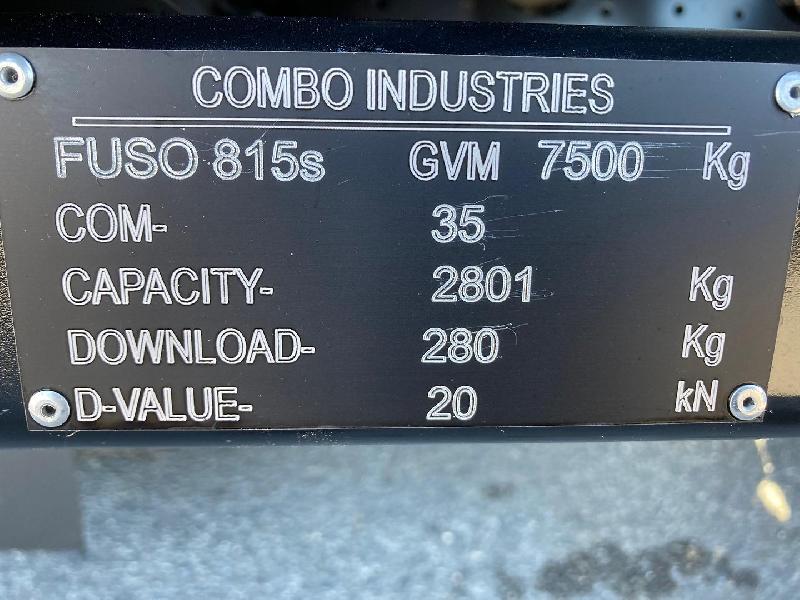 COMBO INDUSTRIES
FUSO 815s GVM 7500 Kg
COM- 35
CAPACITY- 2801 Kg
DOWNLOAD- 280 Kg
D-VALUE- 20 kN